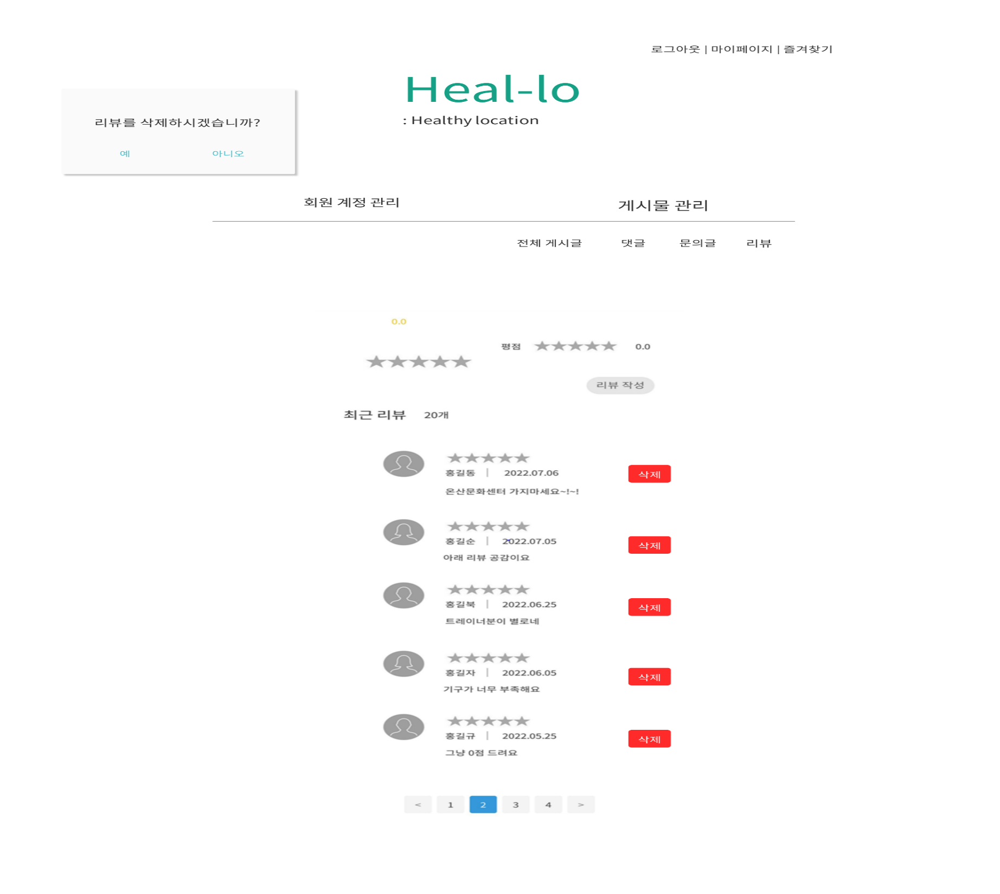 로그아웃 | 마이페이지 | 즐겨찾기
Heal-lo
: Healthy location
리뷰를 삭제하시겠습니까?
예 아니오
회원 계정 관리 게시물 관리
전체 게시글 댓글 문의글 리뷰
0.0
평점 ★★★★★ 0.0
★★★★★
리뷰 작성
최근 리뷰 20개
★★★★★
홍길동 | 2022.07.06
삭제
온산문화센터 가지마세요~!~!
★★★★★
홍길순 | 2022.07.05
삭제
아래 리뷰 공감이요
★★★★★
홍길북 | 2022.06.25
삭제
트레이너분이 별로네
★★★★★
홍길자 | 2022.06.05
삭제
기구가 너무 부족해요
★★★★★
홍길규 | 2022.05.25
삭제
그냥 0점 드려요
< 1 2 3 4 >